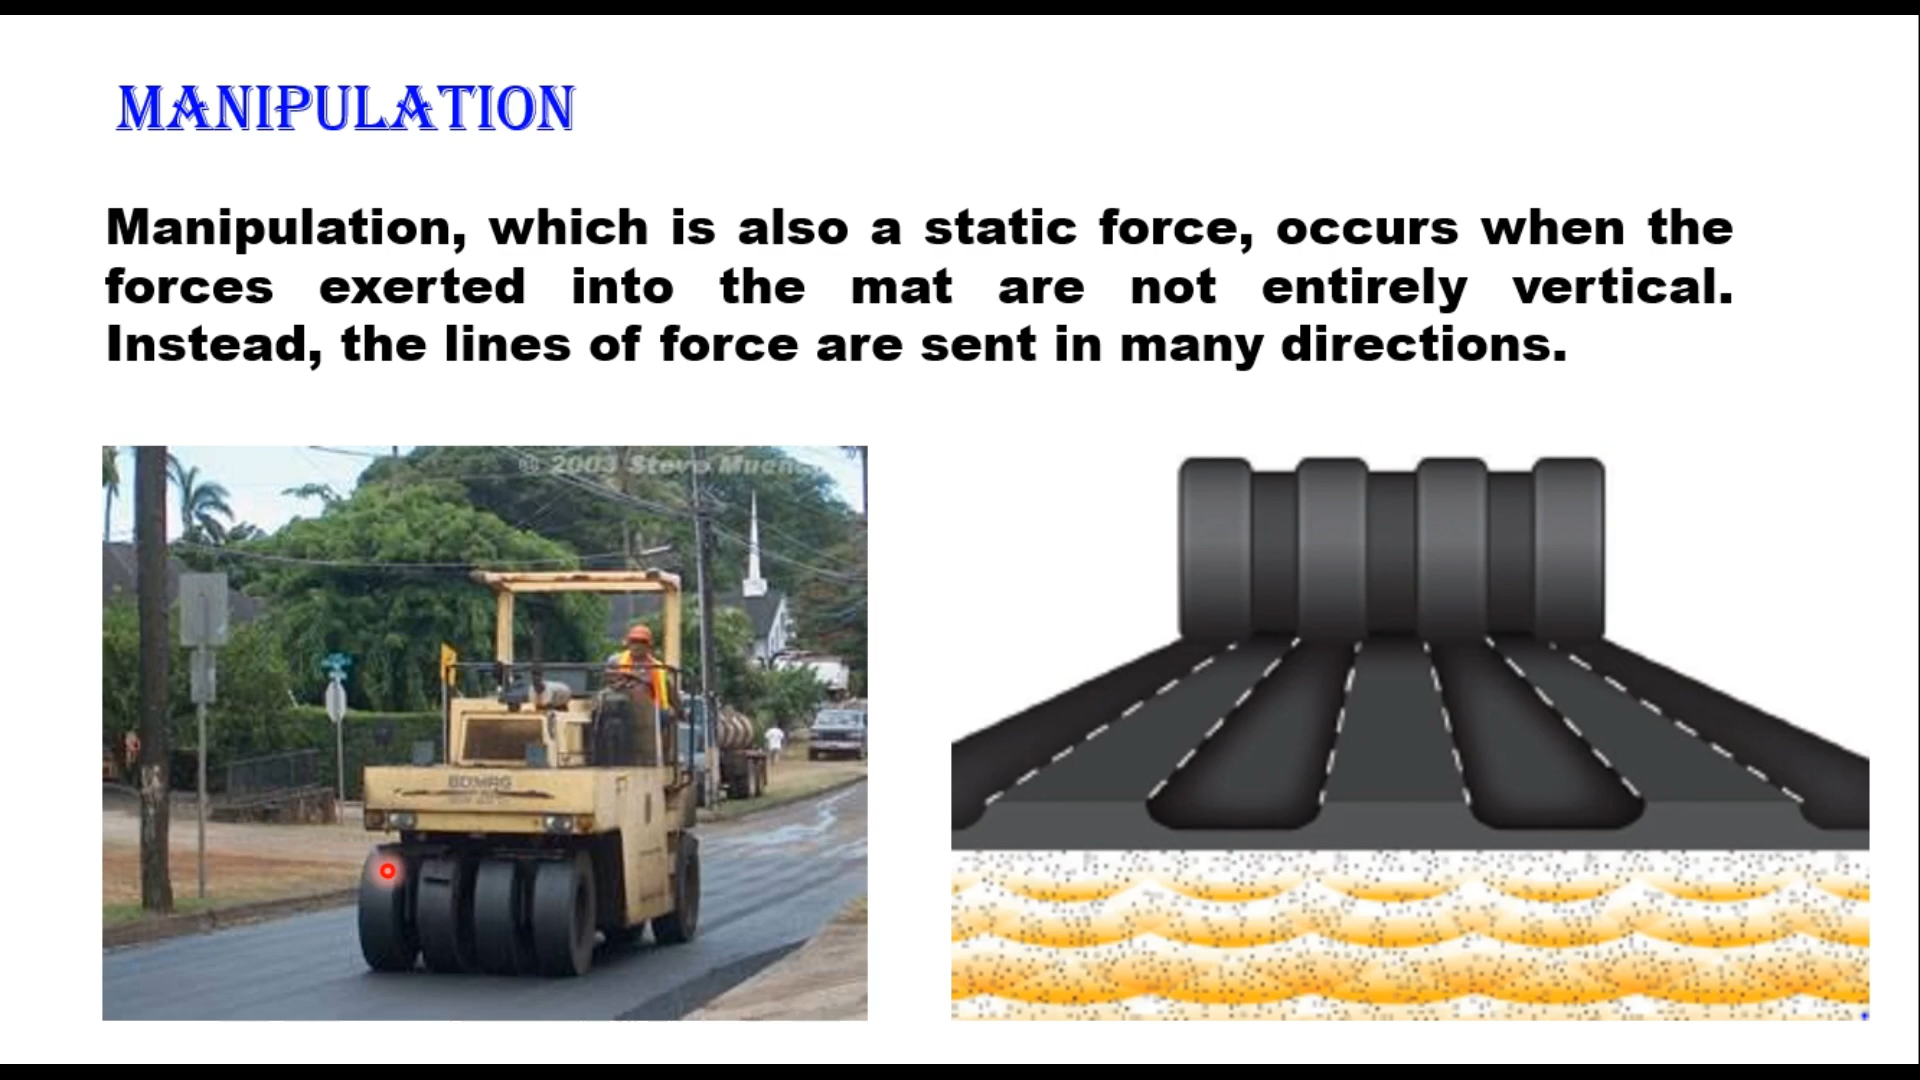 MANIPULATION
Manipulation, which is also a static force, occurs when the
forces exerted into the mat are not entirely vertical.
Instead, the lines of force are sent in many directions.
© 2003 Steve
BOMAG